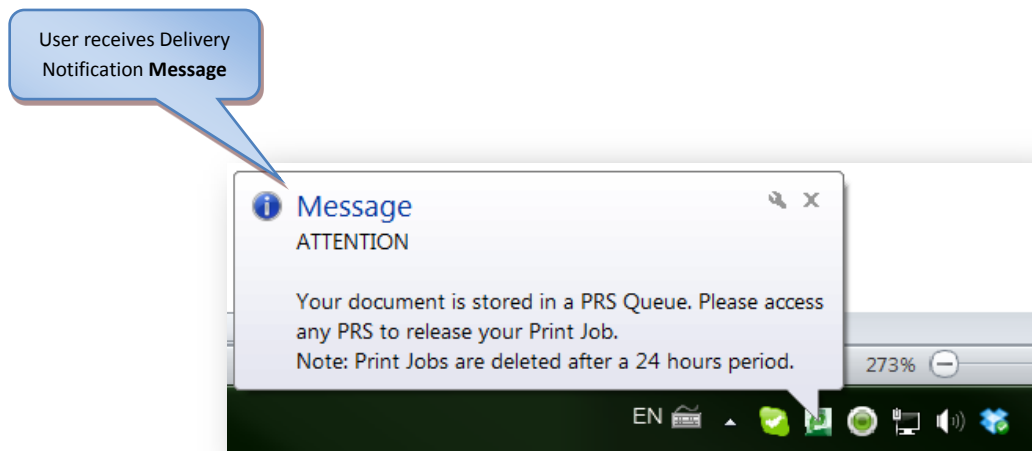 User receives Delivery
Notification Message
Message
ATTENTION
Your document is stored in a PRS Queue. Please access
any PRS to release your Print Job.
Note: Print Jobs are deleted after a 24 hours period.
273%
EN